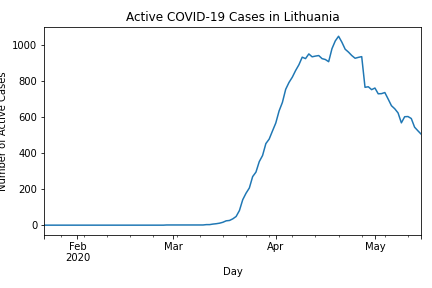 Active COVID-19 Cases in Lithuania
Number of Active Cases
1000
800
600
400
200
0
Feb
2020
Mar
Apr
May
Day